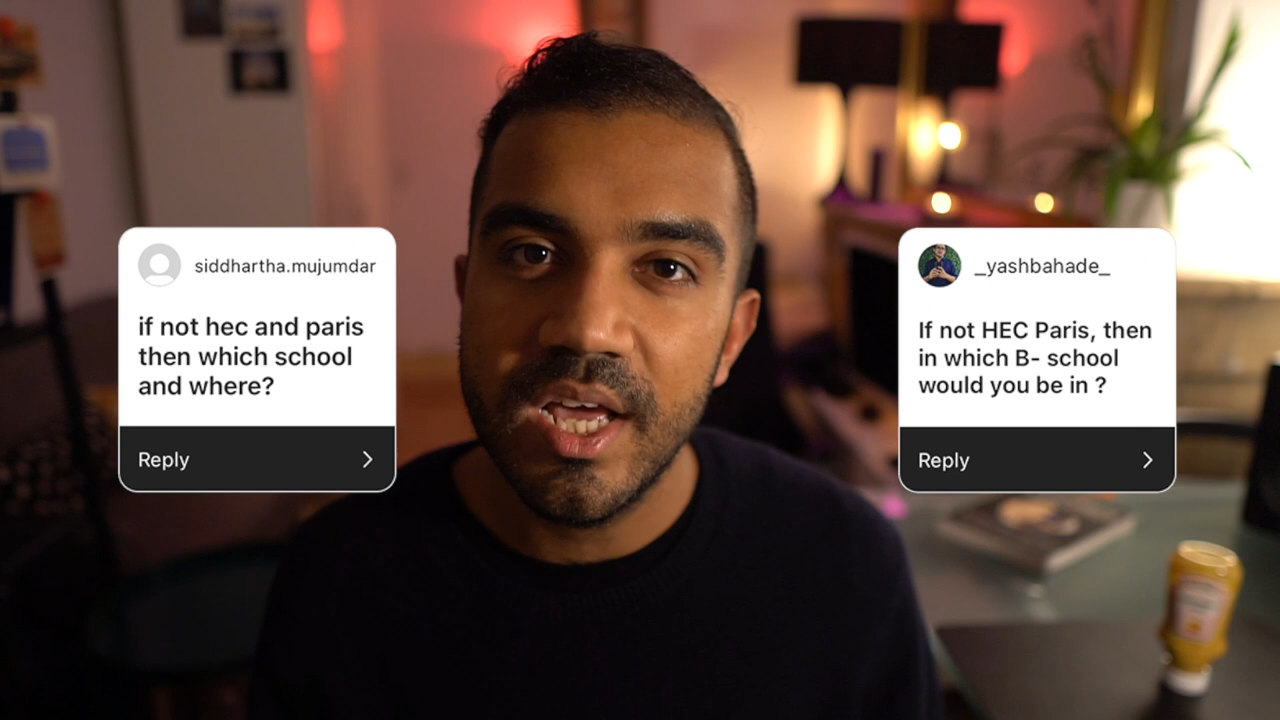 siddhartha.mujumdar
if not hec and paris
then which school
and where?
Reply
_yashbahade_
If not HEC Paris, then
in which B- school
would you be in ?
Reply